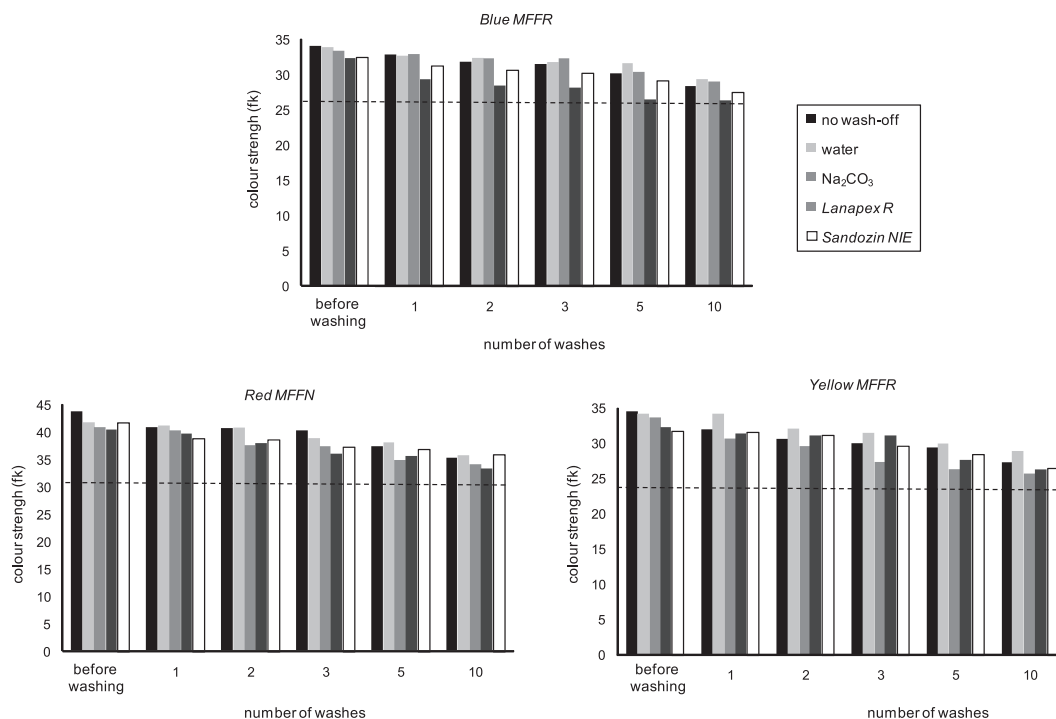 Blue MFFR
35
30
25
20
15
10
5
0
colour strengh (fk)
before washing
1
2
3
5
10
number of washes
no wash-off
water
Na₂CO₃
Lanapex R
Sandozin NIE
Red MFFN
45
40
35
30
25
20
15
10
5
0
colour strengh (fk)
before washing
1
2
3
5
10
number of washes
Yellow MFFR
35
30
25
20
15
10
5
0
colour strengh (fk)
before washing
1
2
3
5
10
number of washes